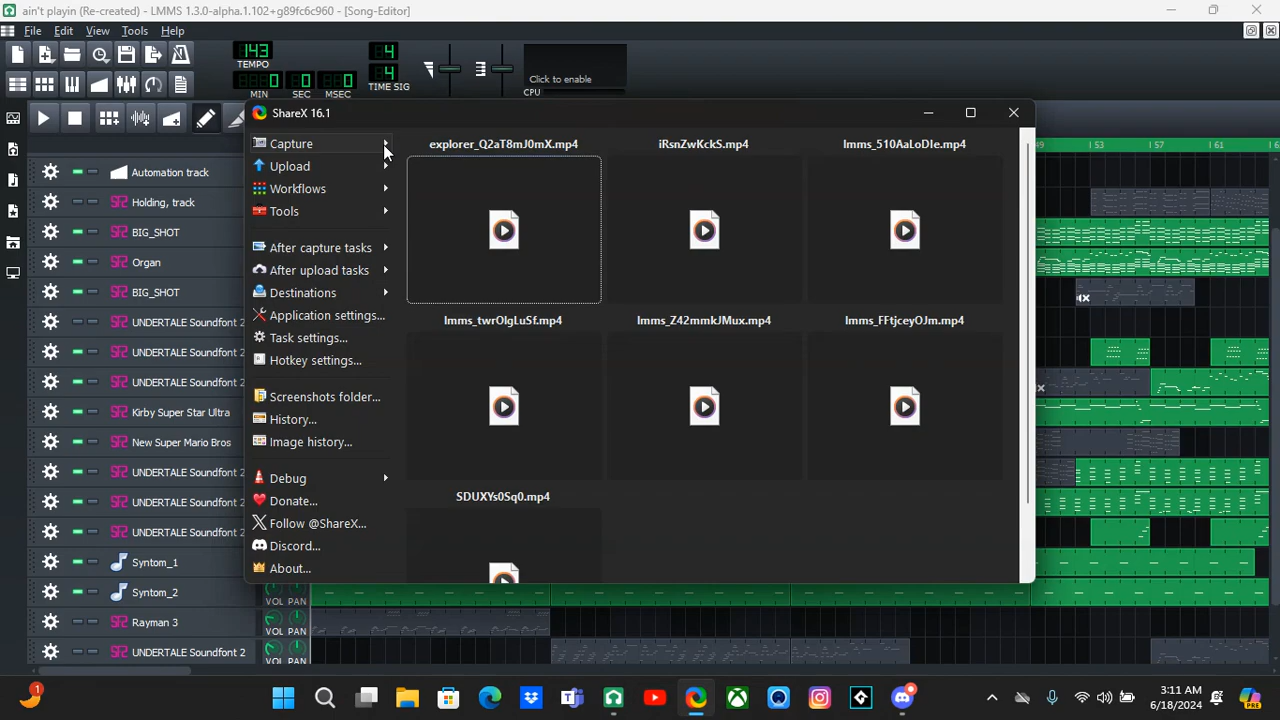 ain't playin (Re-created) - LMMS 1.3.0-alpha.1.102+g89fc6c960 - [Song-Editor]
File Edit View Tools Help
143
TEMPO
0 MIN 0 SEC 0 MSEC
4
4
TIME SIG
Click to enable
CPU
ShareX 16.1
Capture
Upload
Workflows
Tools
After capture tasks
After upload tasks
Destinations
Application settings...
Task settings...
Hotkey settings...
Screenshots folder...
History...
Image history...
Debug
Donate...
Follow @ShareX...
Discord...
About...
explorer_Q2aT8mJ0mX.mp4
iRsnZwKckS.mp4
lmms_twrOlgLuSf.mp4
lmms_Z42mmkJMux.mp4
lmms_FFtjceyOJm.mp4
SDUXYs0Sq0.mp4
49 53 57 61
Automation track
Holding, track
BIG_SHOT
Organ
BIG_SHOT
UNDERTALE Soundfont 2
UNDERTALE Soundfont 2
UNDERTALE Soundfont 2
Kirby Super Star Ultra
New Super Mario Bros
UNDERTALE Soundfont 2
UNDERTALE Soundfont 2
UNDERTALE Soundfont 2
Syntom_1
Syntom_2
VOL PAN
Rayman 3
VOL PAN
UNDERTALE Soundfont 2
VOL PAN
1
3:11 AM
6/18/2024
PRE